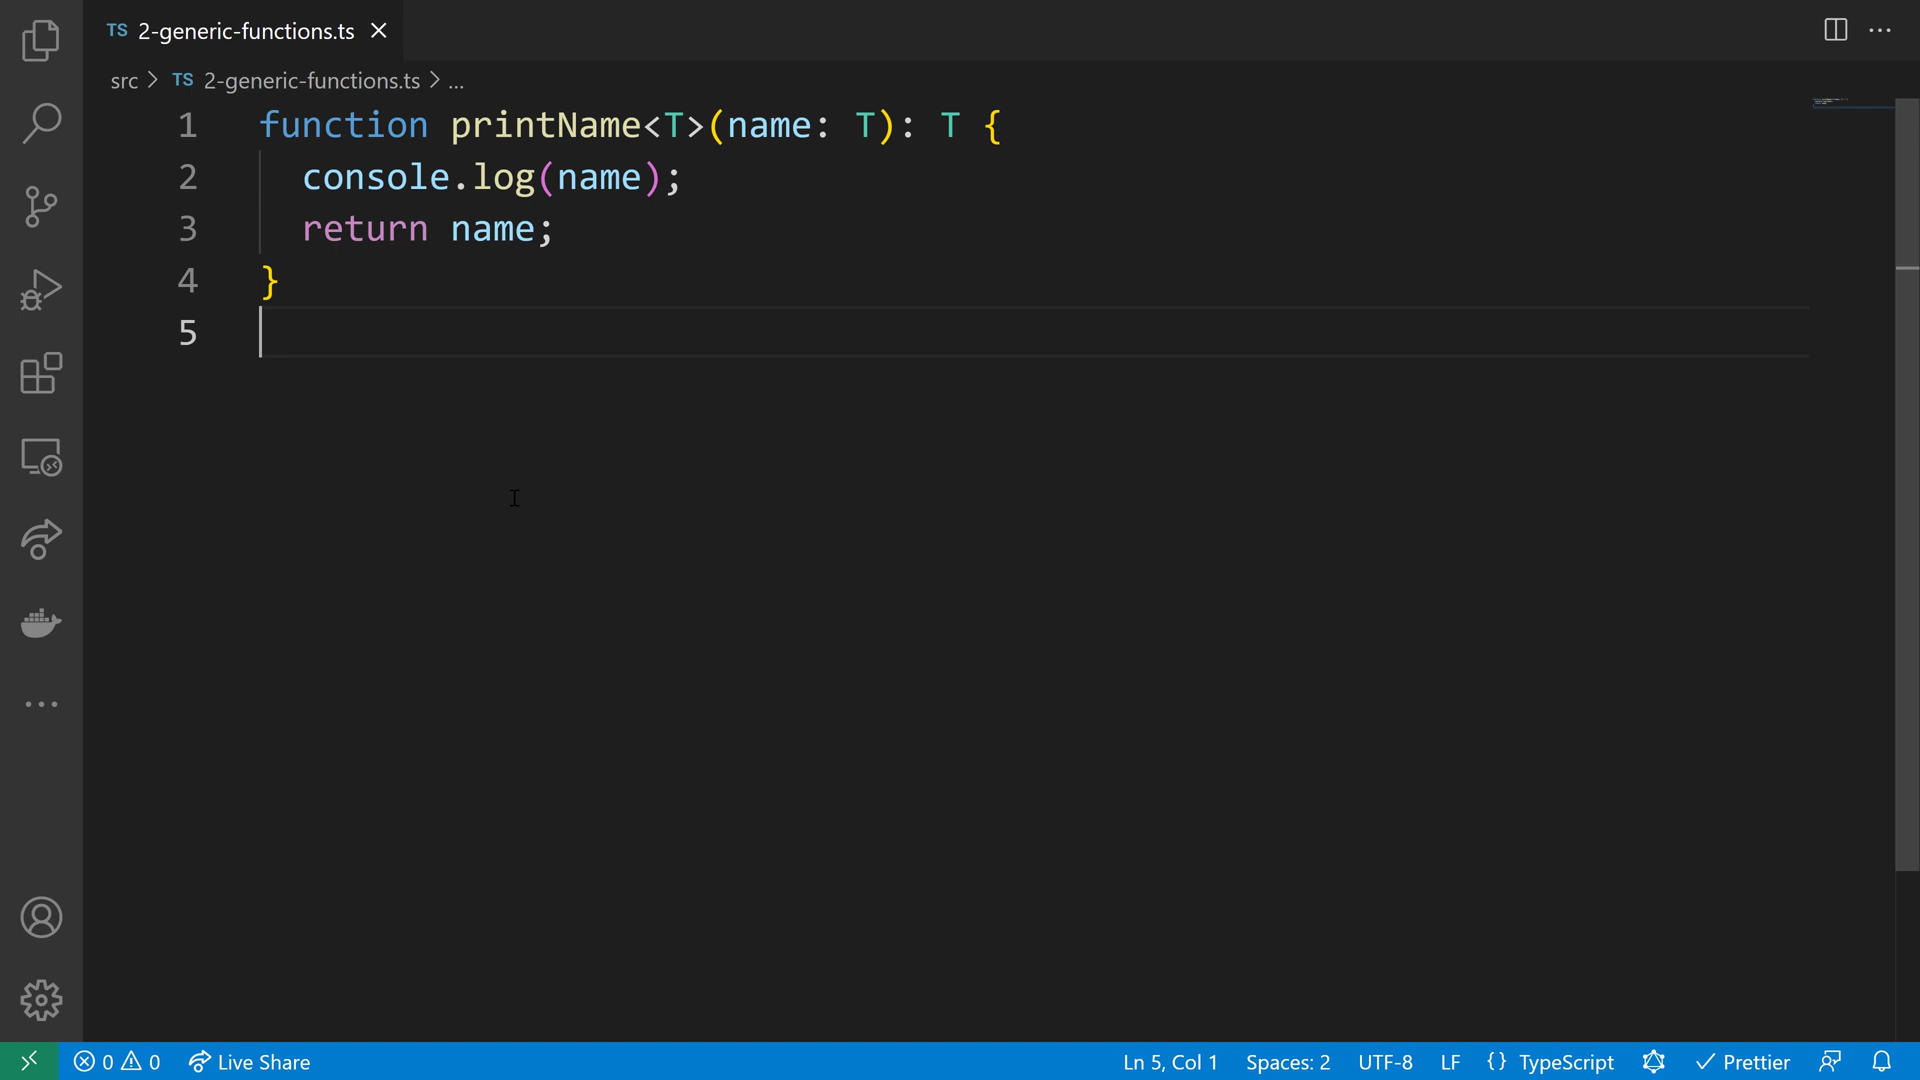 TS 2-generic-functions.ts
src > TS 2-generic-functions.ts > ...
1 function printName<T>(name: T): T {
2   console.log(name);
3   return name;
4 }
5
0 0 Live Share Ln 5, Col 1 Spaces: 2 UTF-8 LF {} TypeScript Prettier